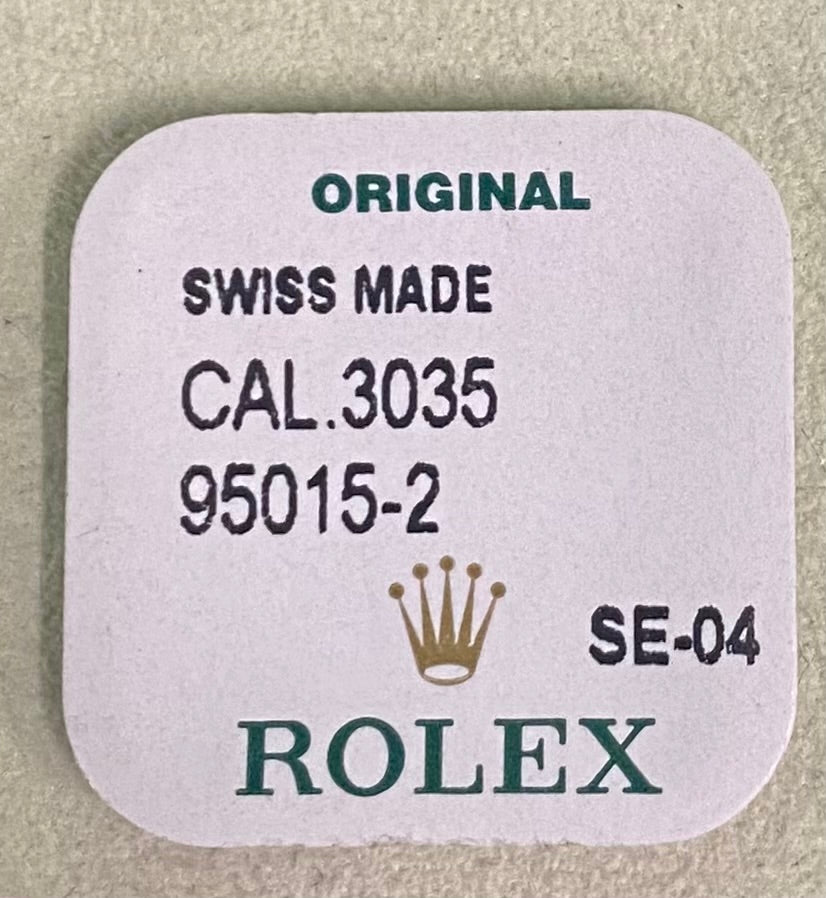 ORIGINAL
SWISS MADE
CAL.3035
95015-2
SE-04
ROLEX